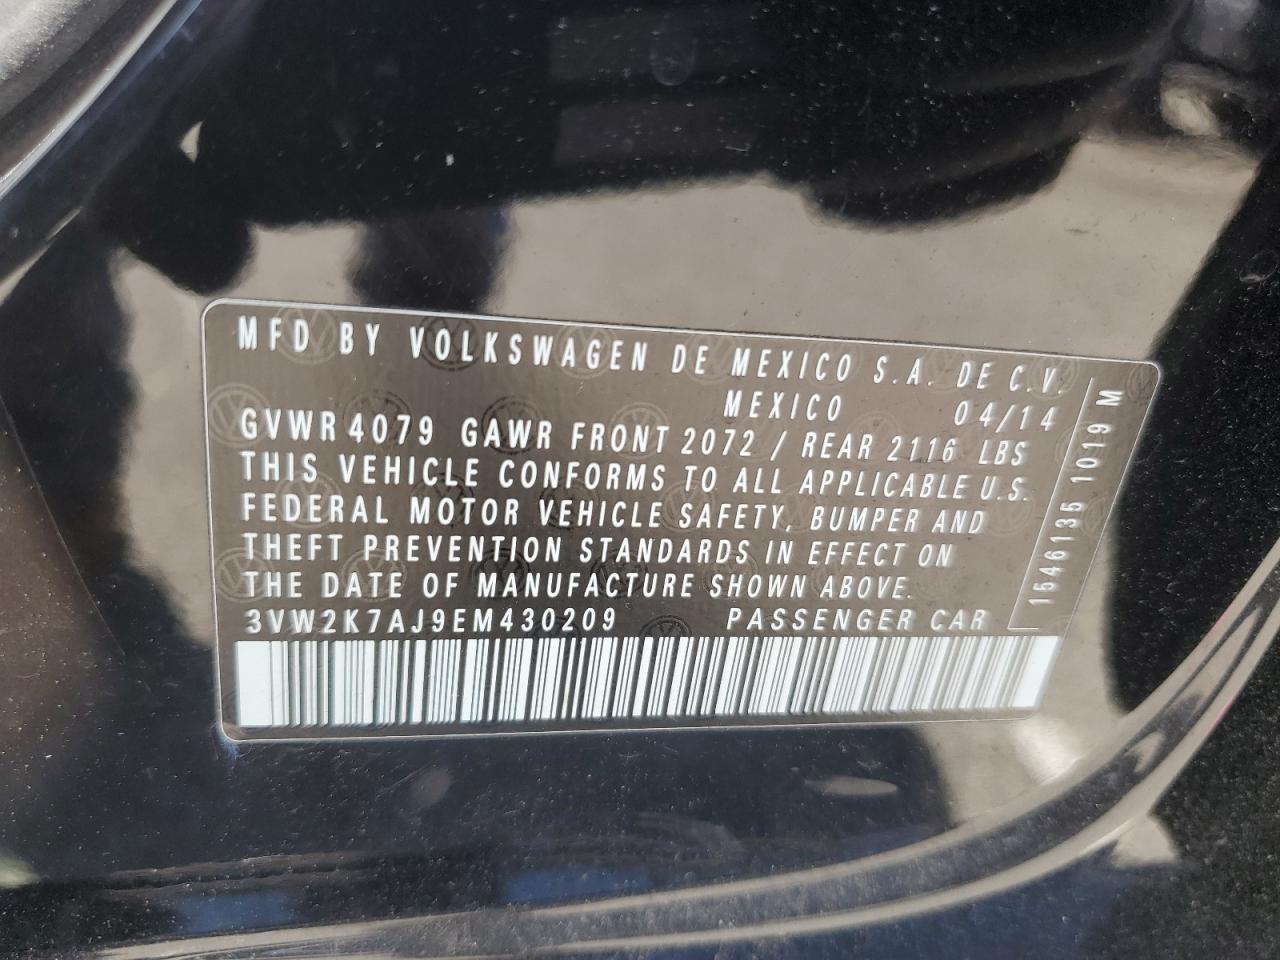 MFD BY VOLKSWAGEN DE MEXICO S.A. DE C.V.
MEXICO 04/14
GVWR 4079 GAWR FRONT 2072 / REAR 2116 LBS
THIS VEHICLE CONFORMS TO ALL APPLICABLE U.S.
FEDERAL MOTOR VEHICLE SAFETY, BUMPER AND
THEFT PREVENTION STANDARDS IN EFFECT ON
THE DATE OF MANUFACTURE SHOWN ABOVE.
3VW2K7AJ9EM430209 PASSENGER CAR
1546136 1019 M